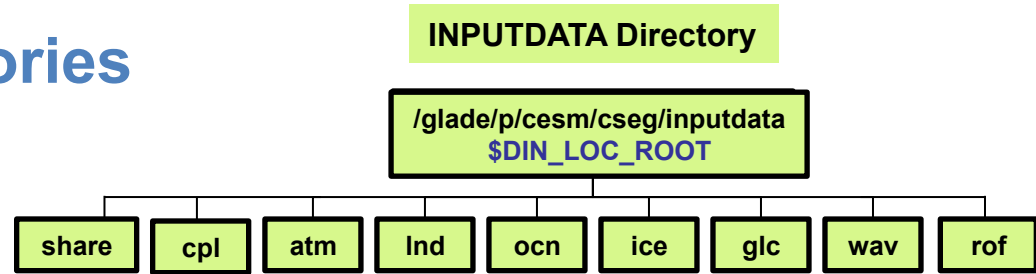 INPUTDATA Directory
ories
/glade/p/cesm/cseg/inputdata
$DIN_LOC_ROOT
share cpl atm lnd ocn ice glc wav rof